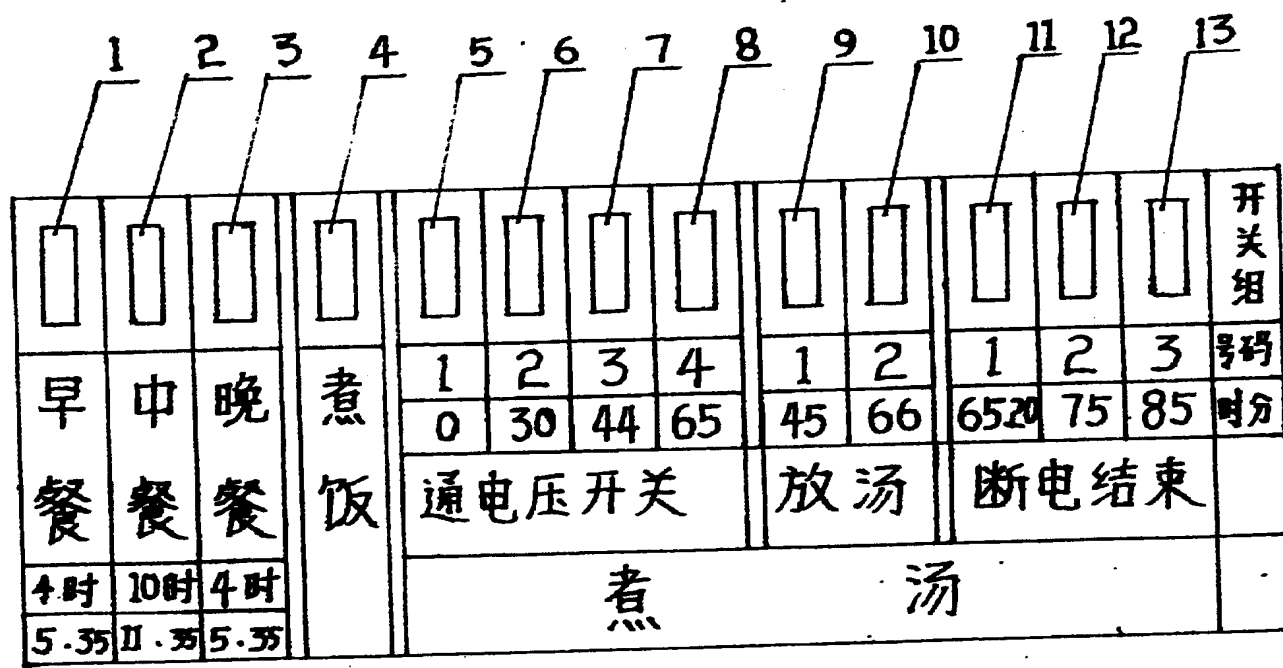 1 2 3 4 5 6 7 8 9 10 11 12 13
开关组
早餐 中餐 晚餐 煮饭
1 2 3 4 1 2 1 2 3 号码
0 30 44 65 45 66 6520 75 85 时分
通电压开关 放汤 断电结束
4时 10时 4时
煮汤
5.35 11.35 5.35